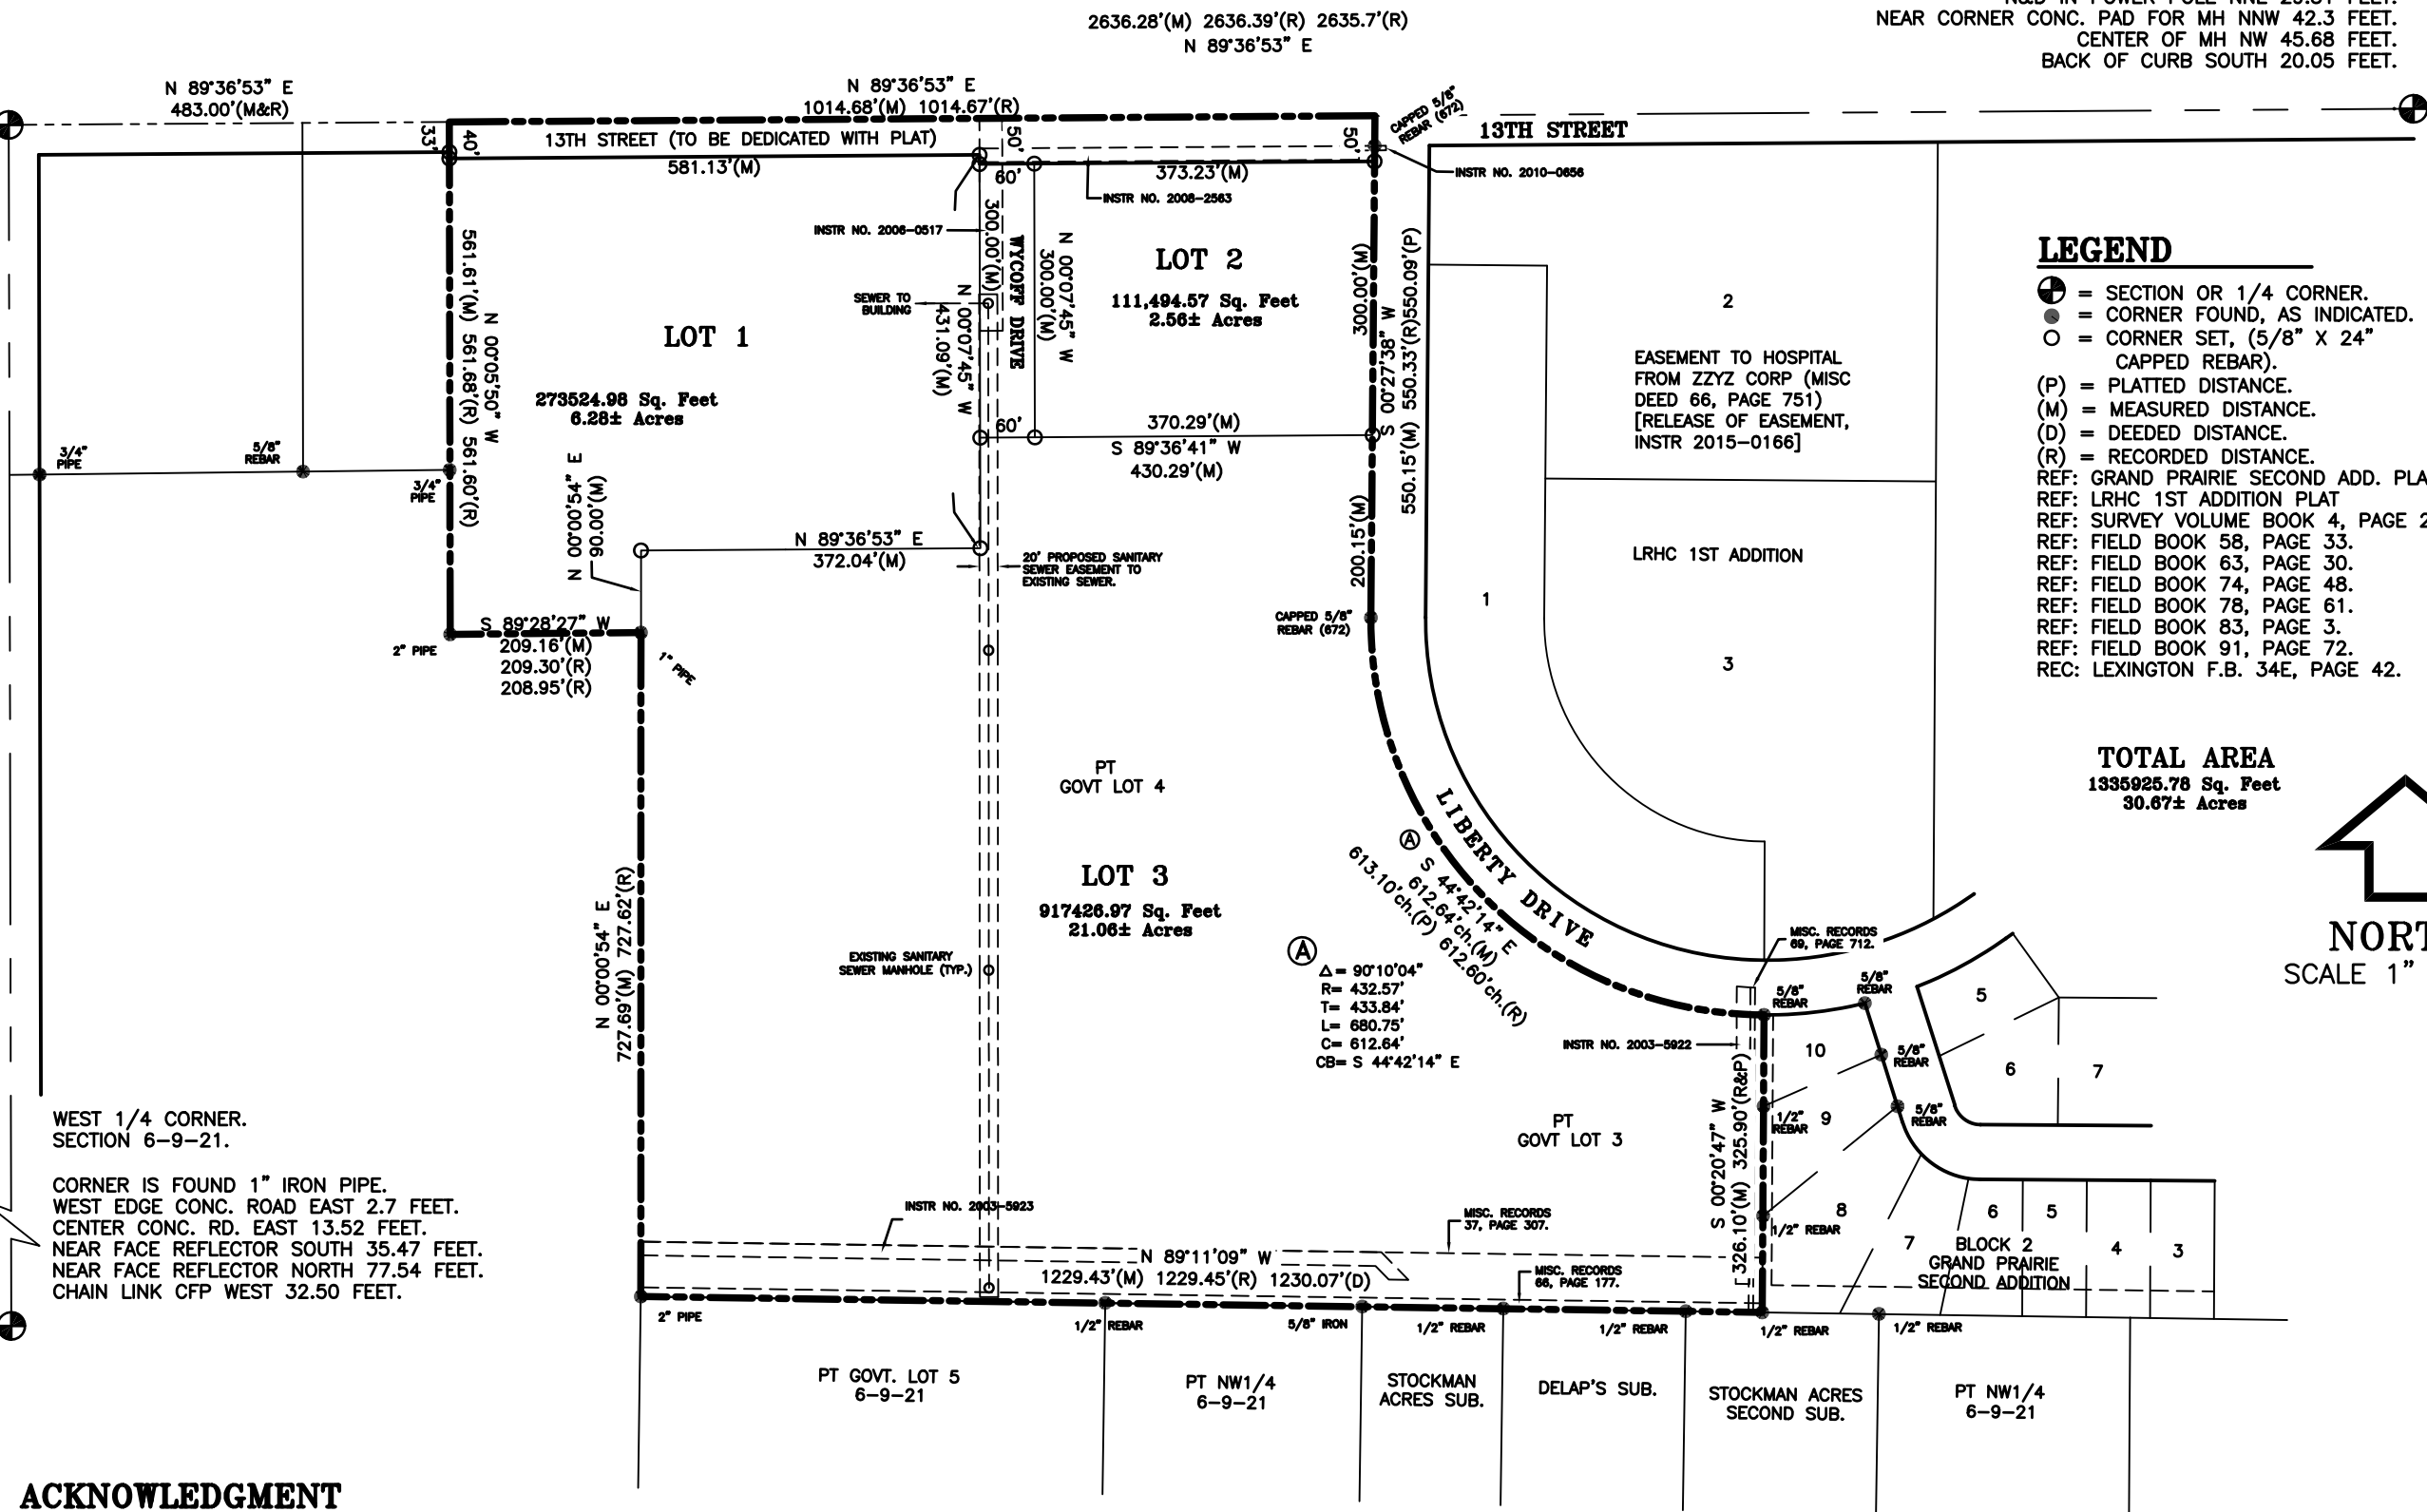 2636.28'(M) 2636.39'(R) 2635.7'(R)
N 89°36'53" E
NEAR CORNER CONC. PAD FOR MH NNW 42.3 FEET.
CENTER OF MH NW 45.68 FEET.
BACK OF CURB SOUTH 20.05 FEET.
N 89°36'53" E
483.00'(M&R)
N 89°36'53" E
1014.68'(M) 1014.67'(R)
CAPPED 5/8"
REBAR (672)
33'
40'
13TH STREET (TO BE DEDICATED WITH PLAT)
50'
50'
13TH STREET
581.13'(M)
60'
373.23'(M)
INSTR NO. 2010-0656
INSTR NO. 2008-2563
INSTR NO. 2006-0517
300.00'(M)
WYCOFF DRIVE
N 00°07'45" W
300.00'(M)
LOT 2
111,494.57 Sq. Feet
2.56± Acres
300.00'(M)
S 00°27'38" W
550.15'(M) 550.33'(R)550.09'(P)
SEWER TO
BUILDING
N 00°07'45" W
431.09'(M)
LOT 1
273524.98 Sq. Feet
6.28± Acres
N 00°05'50" W
561.61'(M) 561.68'(R) 561.60'(R)
3/4"
PIPE
5/8"
REBAR
3/4"
PIPE
60'
370.29'(M)
S 89°36'41" W
430.29'(M)
N 00°00'54" E
90.00'(M)
N 89°36'53" E
372.04'(M)
20' PROPOSED SANITARY
SEWER EASEMENT TO
EXISTING SEWER.
200.15'(M)
CAPPED 5/8"
REBAR (672)
2" PIPE
S 89°28'27" W
209.16'(M)
209.30'(R)
208.95'(R)
1" PIPE
2
EASEMENT TO HOSPITAL
FROM ZZYZ CORP (MISC
DEED 66, PAGE 751)
[RELEASE OF EASEMENT,
INSTR 2015-0166]
LRHC 1ST ADDITION
1
3
LEGEND
= SECTION OR 1/4 CORNER.
= CORNER FOUND, AS INDICATED.
= CORNER SET, (5/8" X 24"
CAPPED REBAR).
(P) = PLATTED DISTANCE.
(M) = MEASURED DISTANCE.
(D) = DEEDED DISTANCE.
(R) = RECORDED DISTANCE.
REF: GRAND PRAIRIE SECOND ADD.
REF: LRHC 1ST ADDITION PLAT
REF: SURVEY VOLUME BOOK 4, PAGE
REF: FIELD BOOK 58, PAGE 33.
REF: FIELD BOOK 63, PAGE 30.
REF: FIELD BOOK 74, PAGE 48.
REF: FIELD BOOK 78, PAGE 61.
REF: FIELD BOOK 83, PAGE 3.
REF: FIELD BOOK 91, PAGE 72.
REC: LEXINGTON F.B. 34E, PAGE 42.
TOTAL AREA
1335925.78 Sq. Feet
30.67± Acres
SCALE 1"
PT
GOVT LOT 4
LOT 3
917426.97 Sq. Feet
21.06± Acres
N 00°00'54" E
727.69'(M) 727.62'(R)
EXISTING SANITARY
SEWER MANHOLE (TYP.)
LIBERTY DRIVE
A
S 44°42'14" E
612.64'ch.(M)
613.10'ch.(P) 612.60'ch.(R)
A
Δ= 90°10'04"
R= 432.57'
T= 433.84'
L= 680.75'
C= 612.64'
CB= S 44°42'14" E
MISC. RECORDS
69, PAGE 712.
5/8"
REBAR
5/8"
REBAR
INSTR NO. 2003-5922
5/8"
REBAR
5/8"
REBAR
1/2"
REBAR
1/2" REBAR
10
9
8
7
6
5
4
3
5
6
7
BLOCK 2
GRAND PRAIRIE
SECOND ADDITION
S 00°20'47" W
326.10'(M) 325.90'(R&P)
PT
GOVT LOT 3
WEST 1/4 CORNER.
SECTION 6-9-21.
CORNER IS FOUND 1" IRON PIPE.
WEST EDGE CONC. ROAD EAST 2.7 FEET.
CENTER CONC. RD. EAST 13.52 FEET.
NEAR FACE REFLECTOR SOUTH 35.47 FEET.
NEAR FACE REFLECTOR NORTH 77.54 FEET.
CHAIN LINK CFP WEST 32.50 FEET.
INSTR NO. 2003-5923
MISC. RECORDS
37, PAGE 307.
N 89°11'09" W
1229.43'(M) 1229.45'(R) 1230.07'(D)
MISC. RECORDS
66, PAGE 177.
2" PIPE
1/2" REBAR
5/8" IRON
1/2" REBAR
1/2" REBAR
1/2" REBAR
1/2" REBAR
PT GOVT. LOT 5
6-9-21
PT NW1/4
6-9-21
STOCKMAN
ACRES SUB.
DELAP'S SUB.
STOCKMAN ACRES
SECOND SUB.
PT NW1/4
6-9-21
ACKNOWLEDGMENT